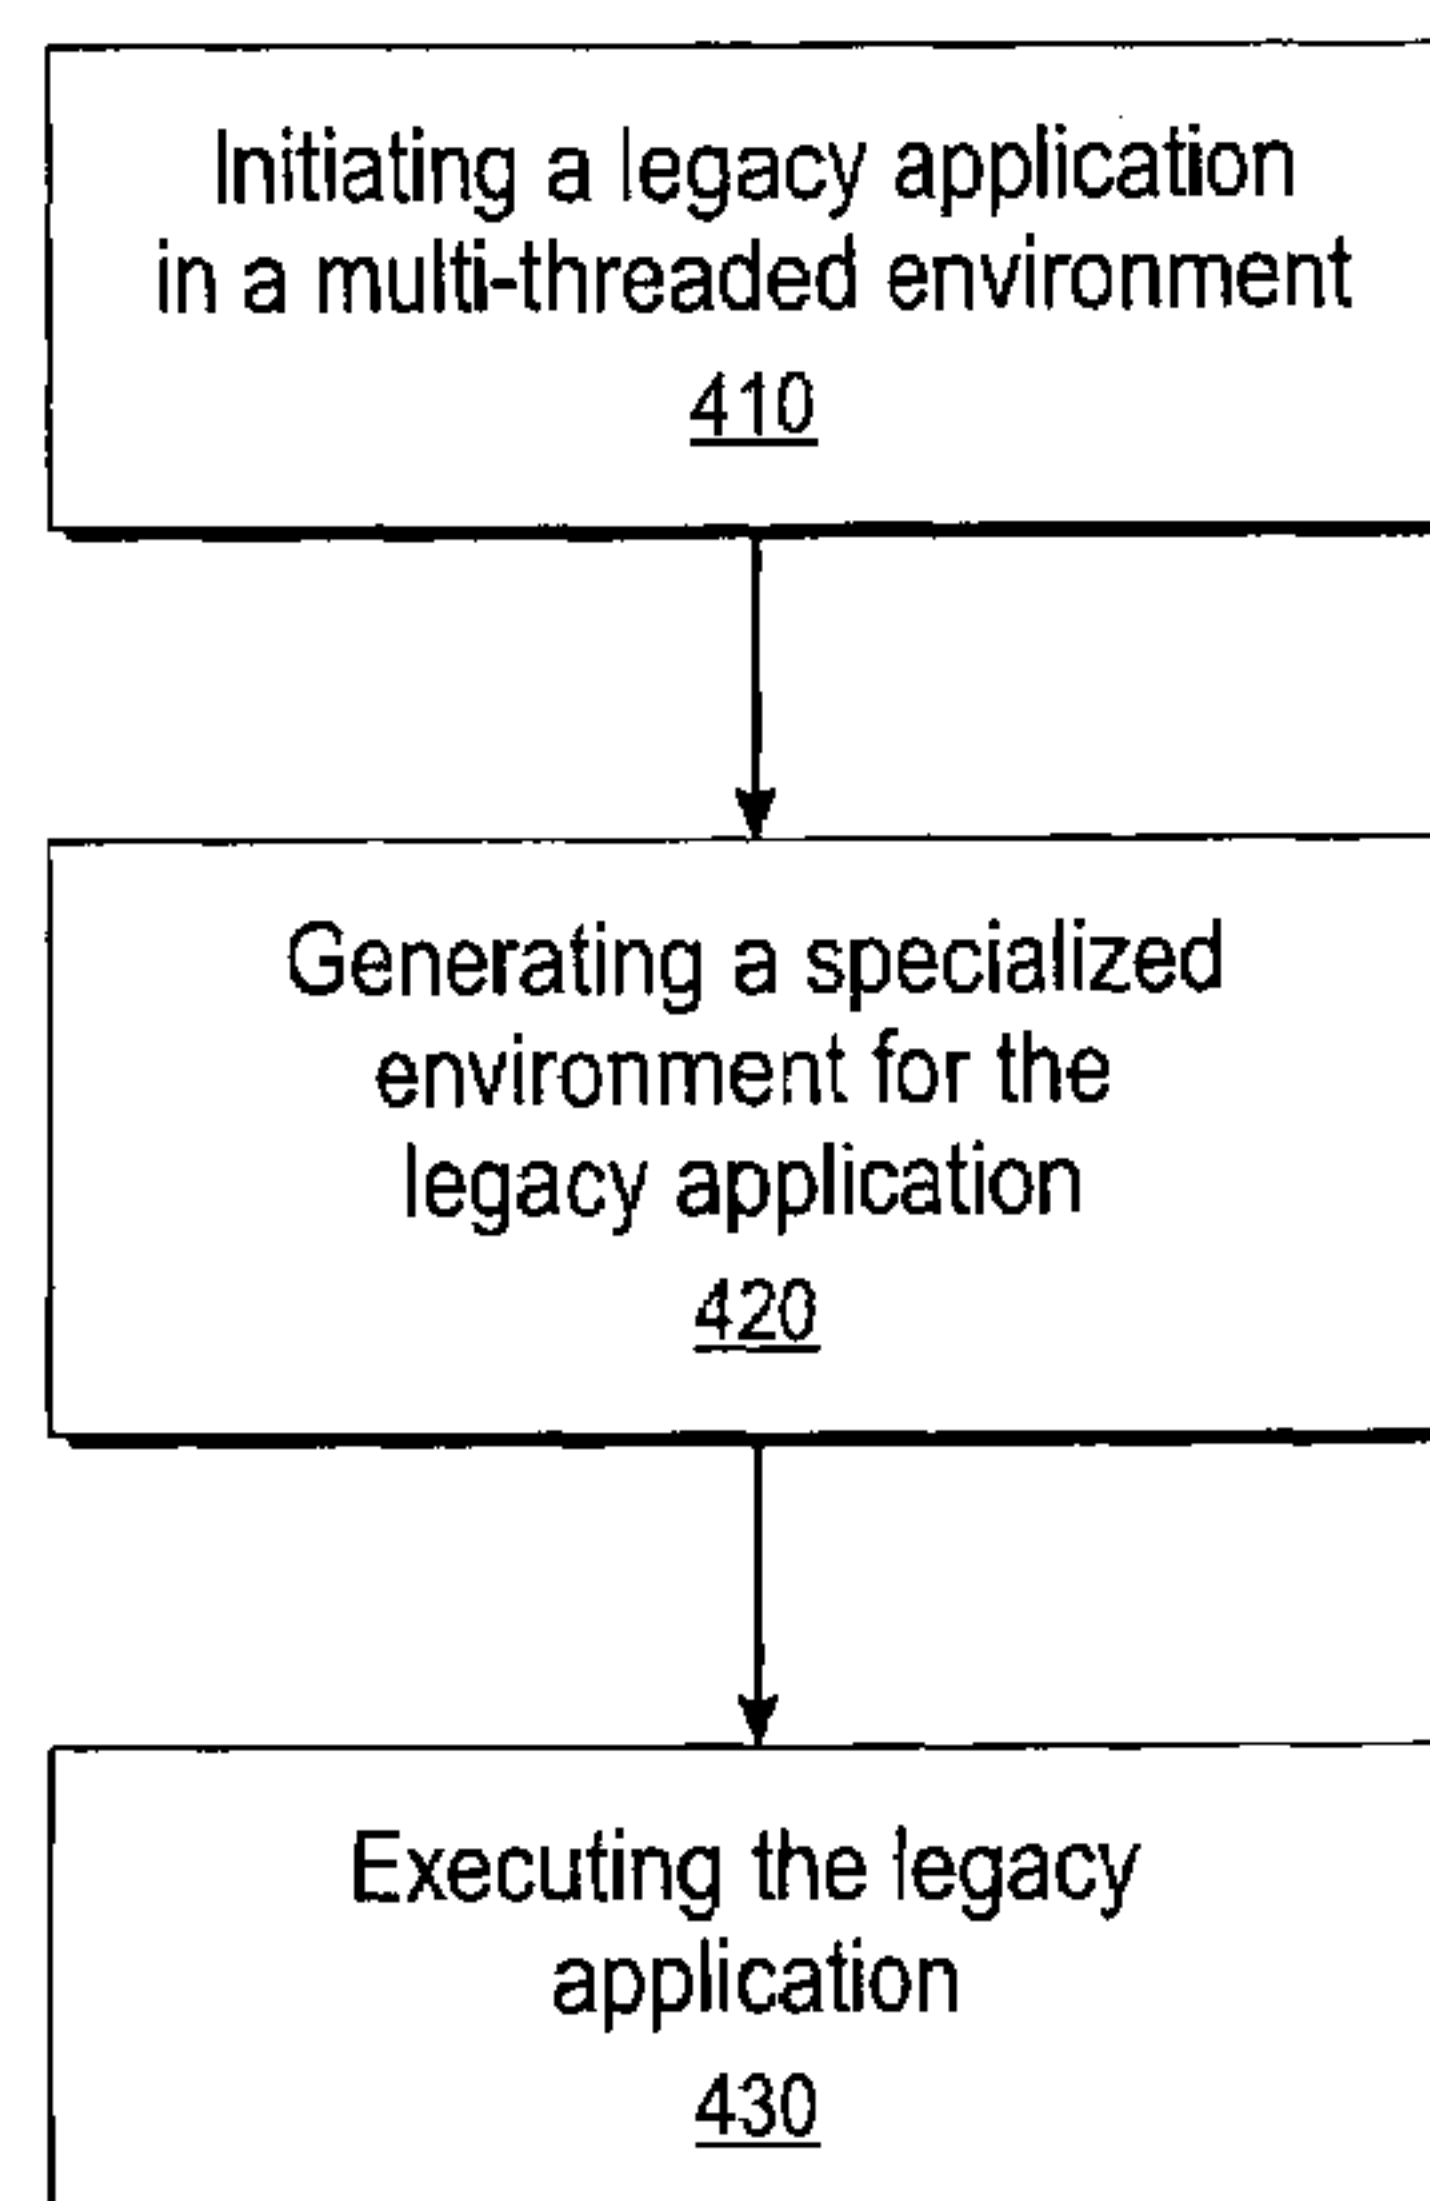 Initiating a legacy application
in a multi-threaded environment
410
Generating a specialized
environment for the
legacy application
420
Executing the legacy
application
430